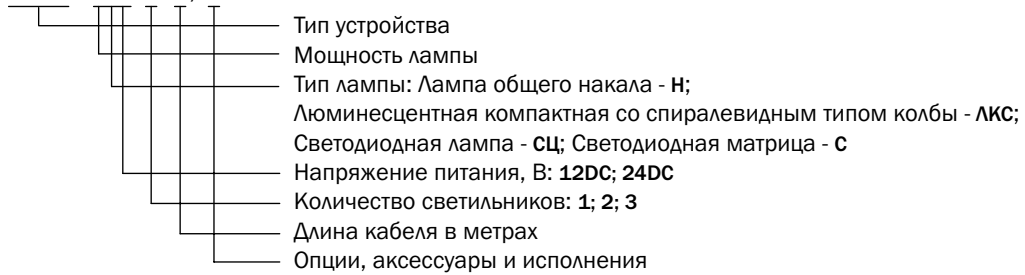 Тип устройства
Мощность лампы
Тип лампы: Лампа общего накала - Н;
Люминесцентная компактная со спиралевидным типом колбы - ЛКС;
Светодиодная лампа - СЦ; Светодиодная матрица - С
Напряжение питания, В: 12DC; 24DC
Количество светильников: 1; 2; 3
Длина кабеля в метрах
Опции, аксессуары и исполнения